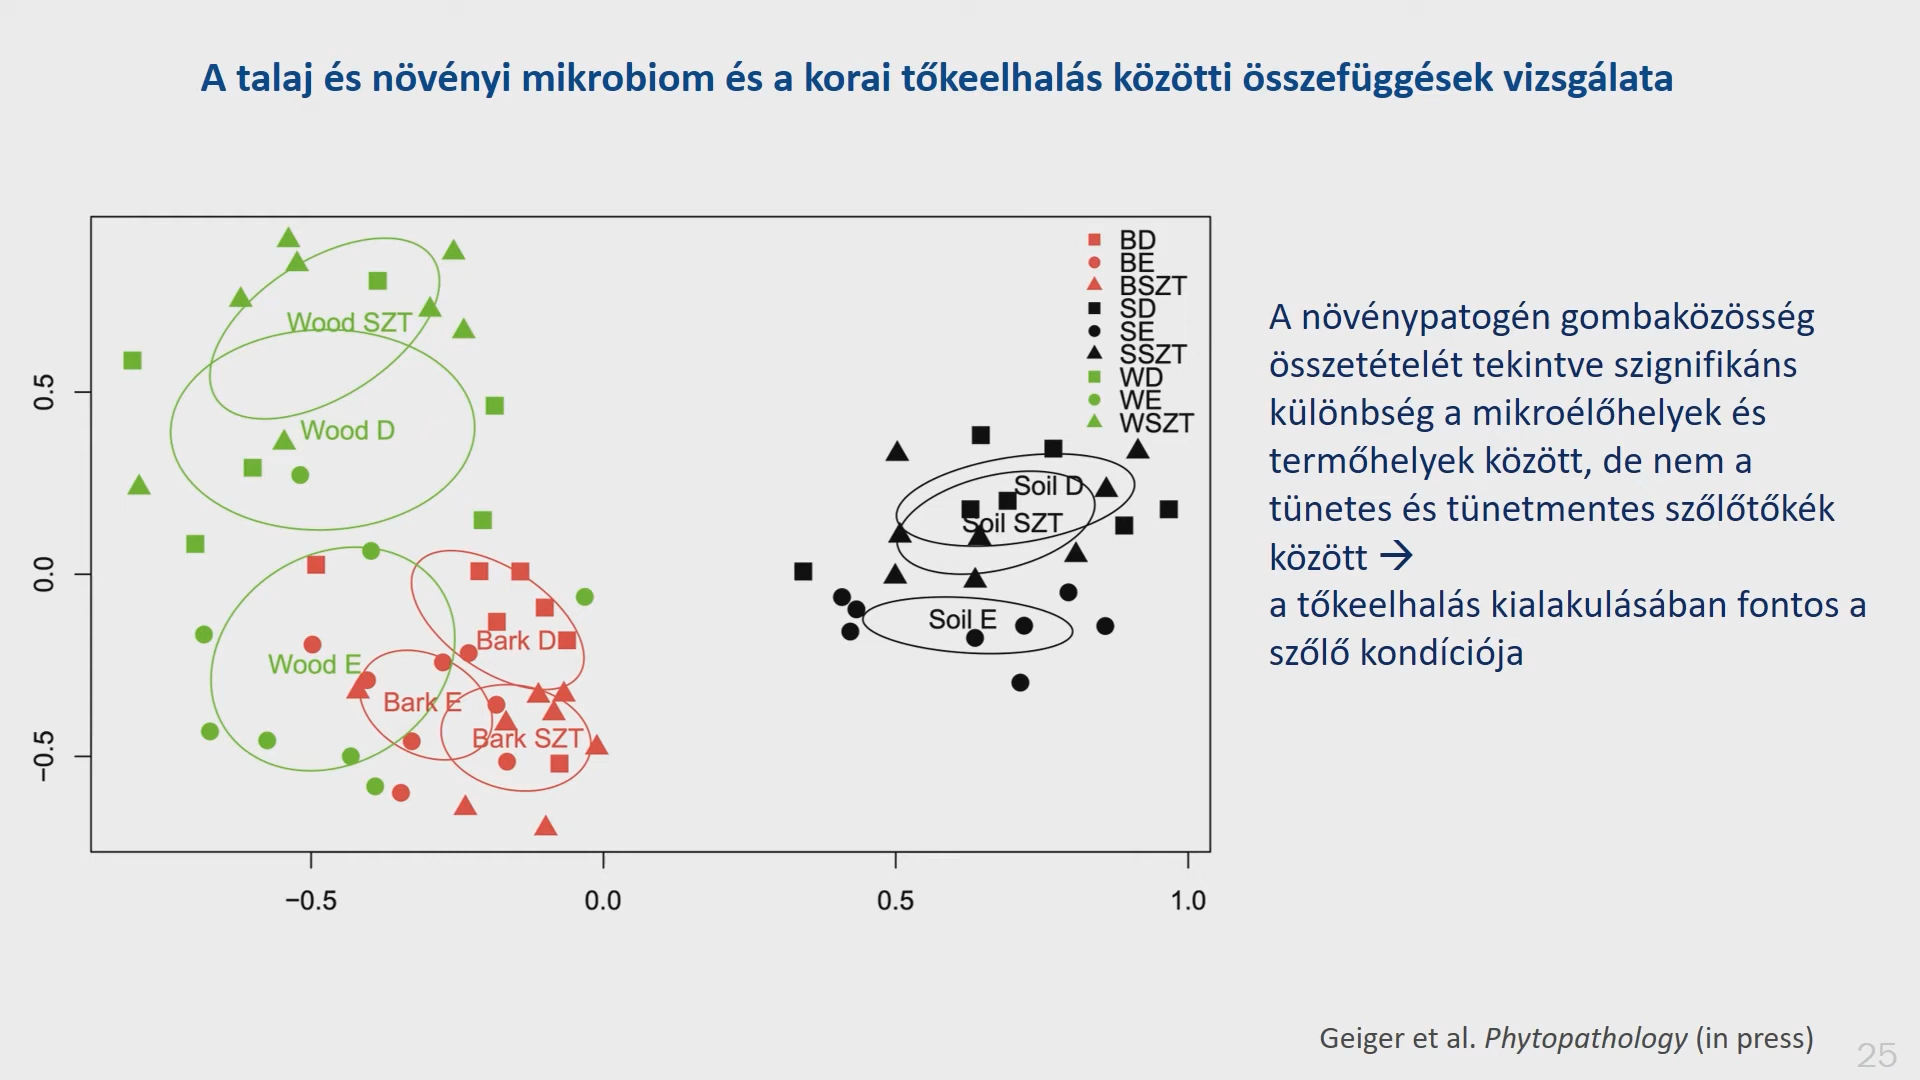 A talaj és növényi mikrobiom és a korai tőkeelhalás közötti összefüggések vizsgálata
BD
BE
BSZT
SD
SE
SSZT
WD
WE
WSZT
Wood SZT
Wood D
Wood E
Bark D
Bark E
Bark SZT
Soil D
Soil SZT
Soil E
0.5
0.0
−0.5
−0.5
0.0
0.5
1.0
A növénypatogén gombaközösség
összetételét tekintve szignifikáns
különbség a mikroélőhelyek és
termőhelyek között, de nem a
tünetes és tünetmentes szőlőtőkék
között →
a tőkeelhalás kialakulásában fontos a
szőlő kondíciója
Geiger et al. Phytopathology (in press)
25